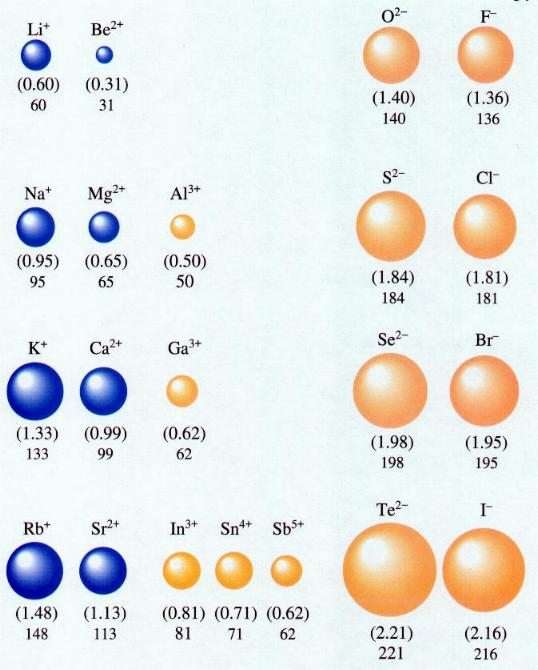 Li⁺ Be²⁺ O²⁻ F⁻
(0.60) (0.31) (1.40) (1.36)
60 31 140 136
Na⁺ Mg²⁺ Al³⁺ S²⁻ Cl⁻
(0.95) (0.65) (0.50) (1.84) (1.81)
95 65 50 184 181
K⁺ Ca²⁺ Ga³⁺ Se²⁻ Br⁻
(1.33) (0.99) (0.62) (1.98) (1.95)
133 99 62 198 195
Rb⁺ Sr²⁺ In³⁺ Sn⁴⁺ Sb⁵⁺ Te²⁻ I⁻
(1.48) (1.13) (0.81) (0.71) (0.62) (2.21) (2.16)
148 113 81 71 62 221 216